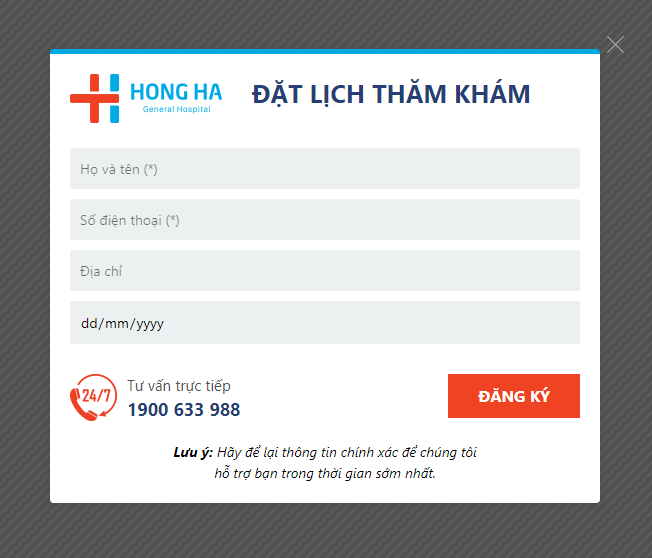 HONG HA
General Hospital
ĐẶT LỊCH THĂM KHÁM
Họ và tên (*)
Số điện thoại (*)
Địa chỉ
dd/mm/yyyy
24/7
Tư vấn trực tiếp
1900 633 988
ĐĂNG KÝ
Lưu ý: Hãy để lại thông tin chính xác để chúng tôi
hỗ trợ bạn trong thời gian sớm nhất.